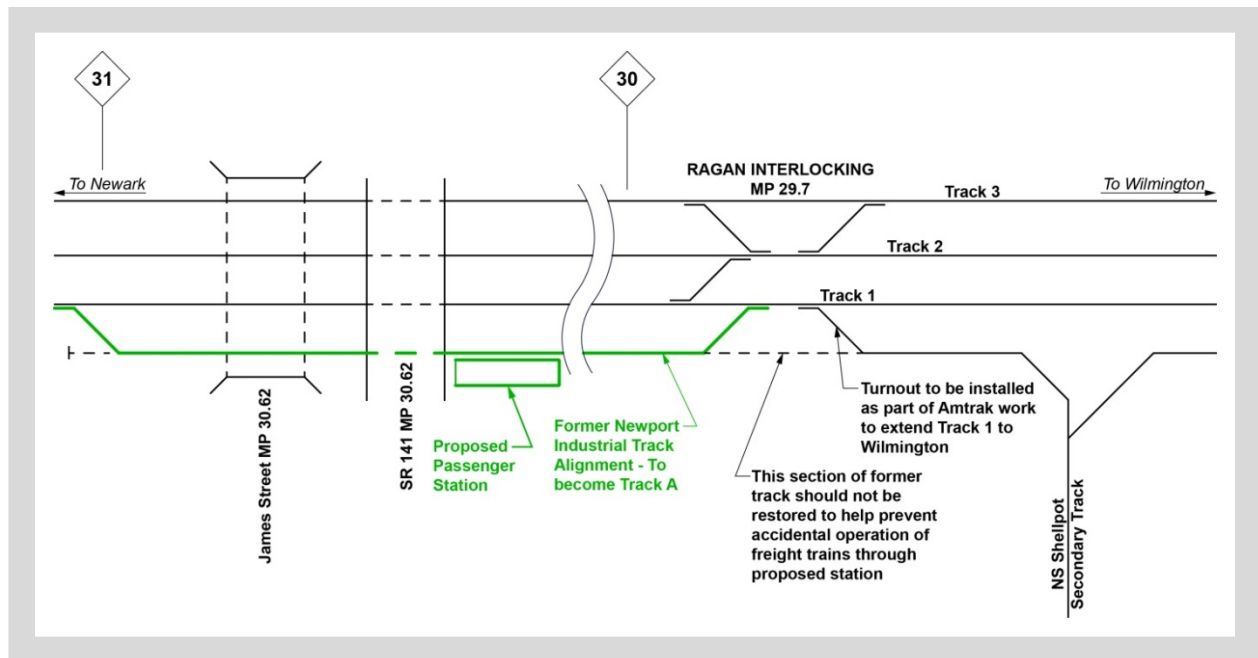 31
30
To Newark
RAGAN INTERLOCKING
MP 29.7
Track 3
To Wilmington
Track 2
Track 1
James Street MP 30.62
SR 141 MP 30.62
Proposed
Passenger
Station
Former Newport
Industrial Track
Alignment - To
become Track A
Turnout to be installed
as part of Amtrak work
to extend Track 1 to
Wilmington
This section of former
track should not be
restored to help prevent
accidental operation of
freight trains through
proposed station
NS Shellpot
Secondary Track